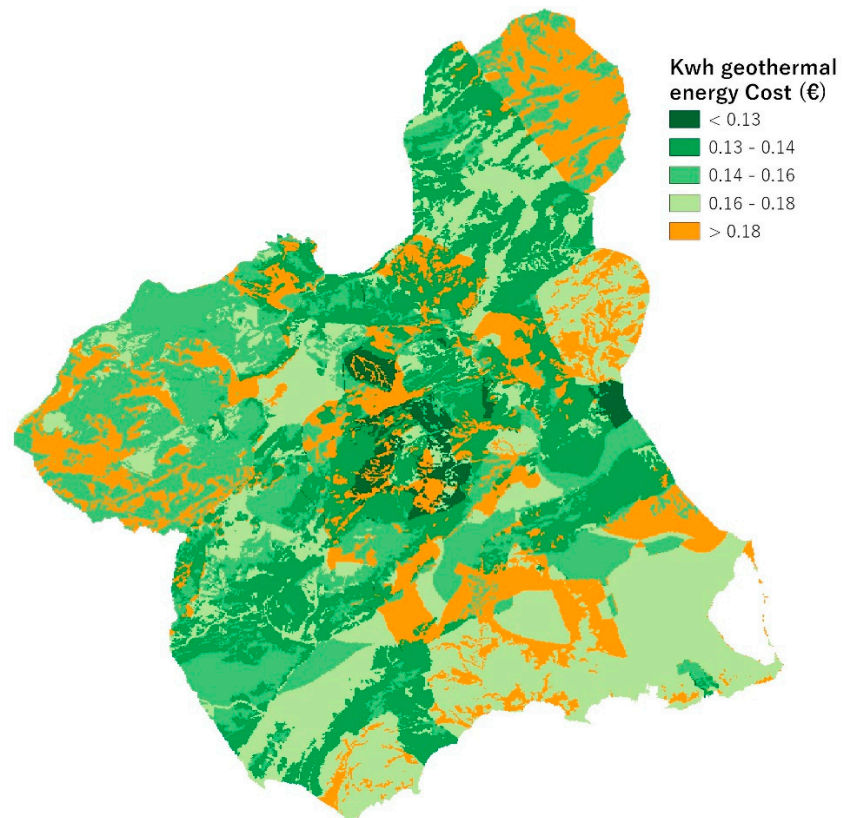 Kwh geothermal
energy Cost (€)
< 0.13
0.13 - 0.14
0.14 - 0.16
0.16 - 0.18
> 0.18